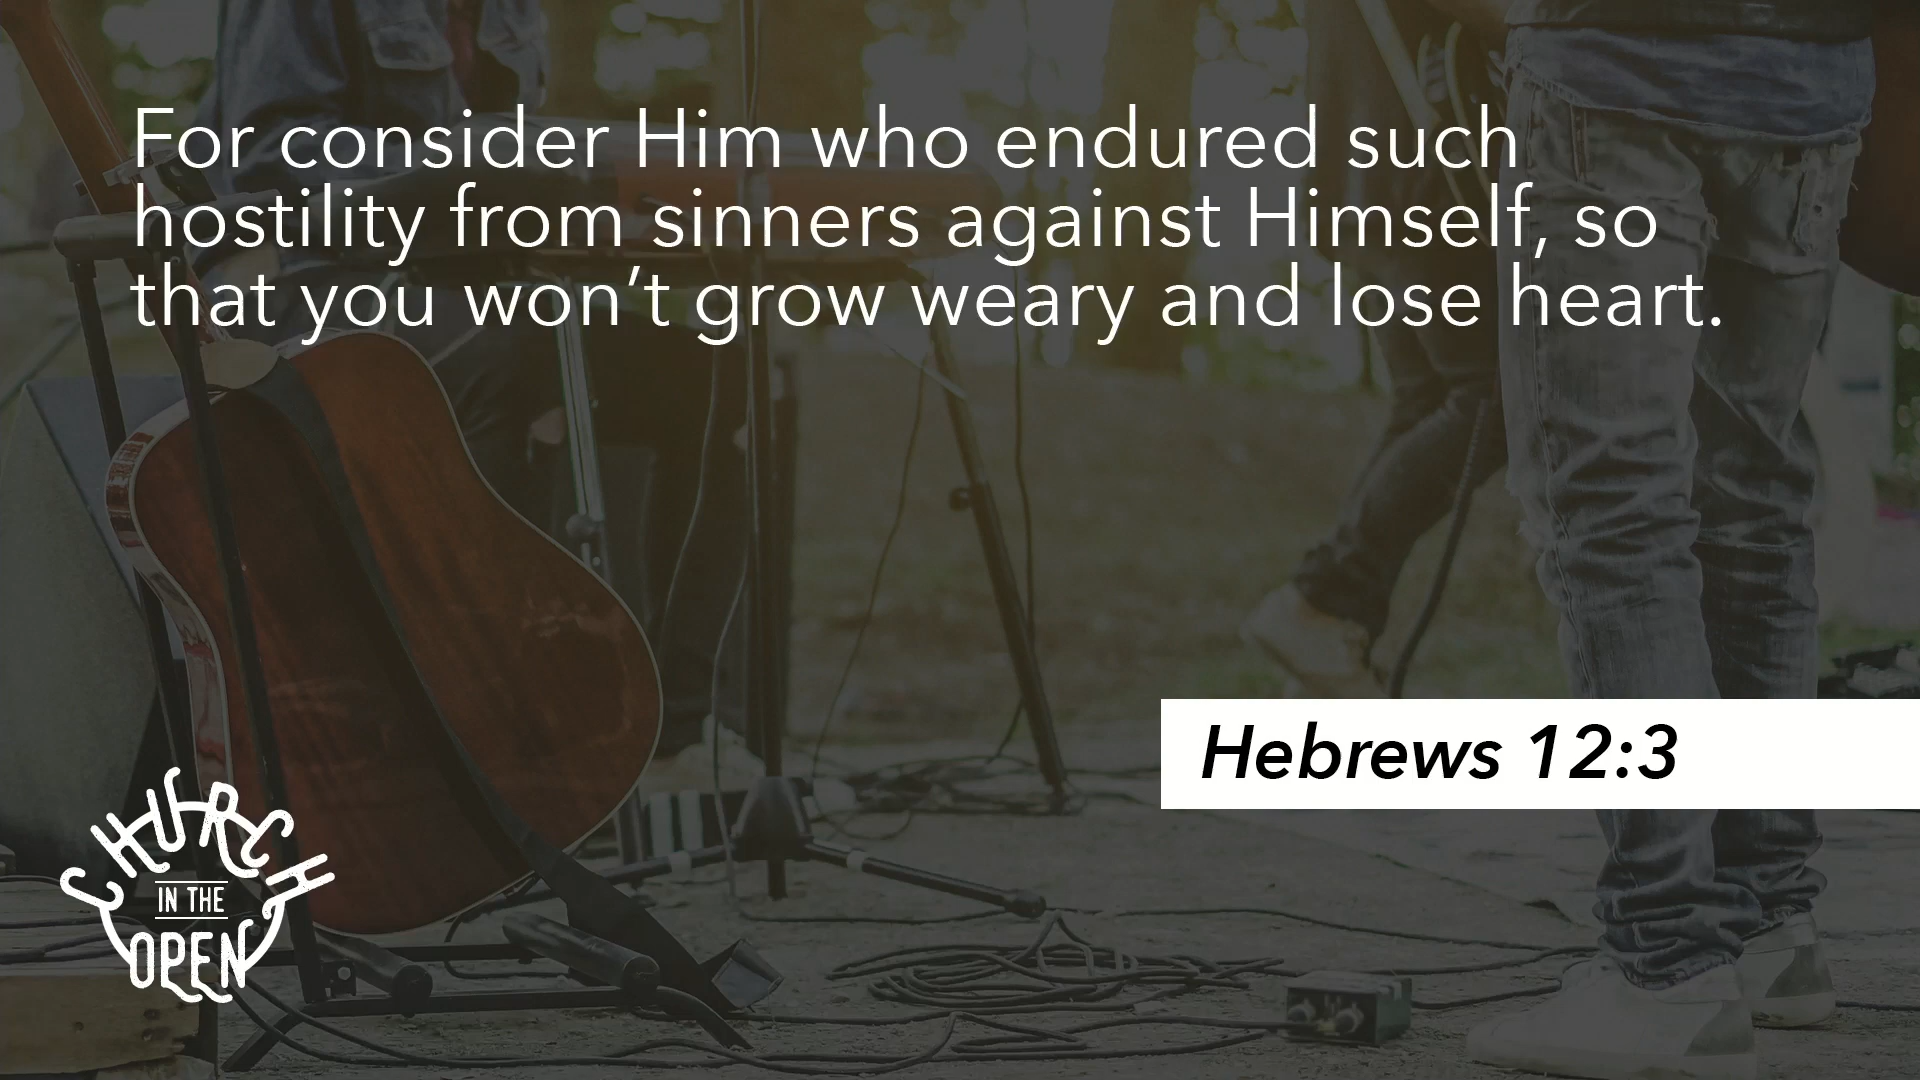 For consider Him who endured such
hostility from sinners against Himself, so
that you won’t grow weary and lose heart.
Hebrews 12:3
CHURCH
IN THE
OPEN